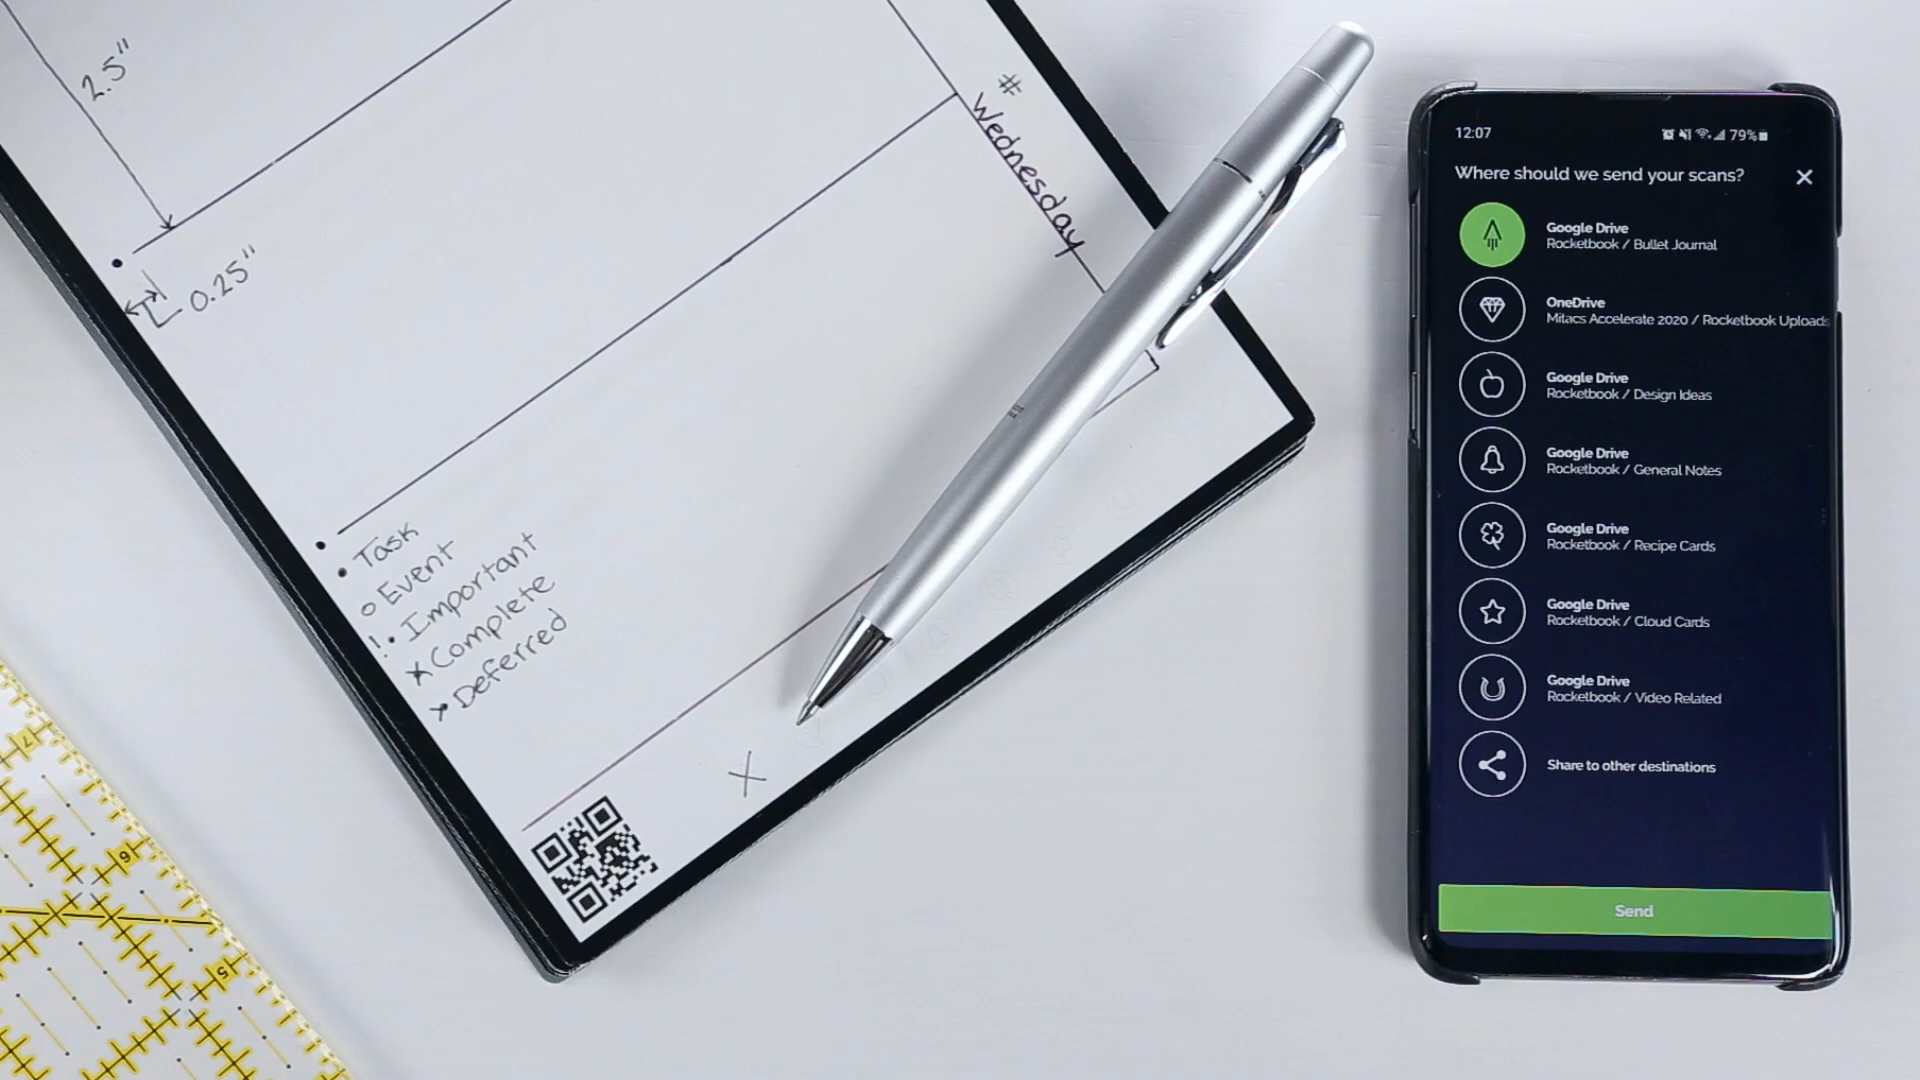 2.5"
#
Wednesday
0.25"
• Task
o Event
!• Important
x Complete
Deferred
X
7
6
5
12:07
79%
Where should we send your scans?
Google Drive
Rocketbook / Bullet Journal
OneDrive
Mitacs Accelerate 2020 / Rocketbook Uploads
Google Drive
Rocketbook / Design Ideas
Google Drive
Rocketbook / General Notes
Google Drive
Rocketbook / Recipe Cards
Google Drive
Rocketbook / Cloud Cards
Google Drive
Rocketbook / Video Related
Share to other destinations
Send